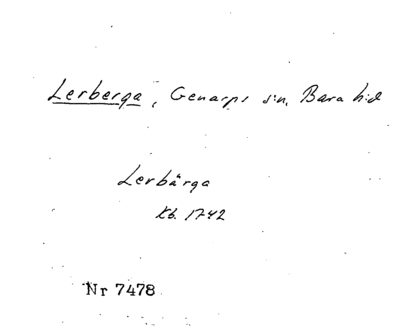 Lerberga, Genarps sn, Bara hd
Lerbärga
Kb. 1742
Nr 7478